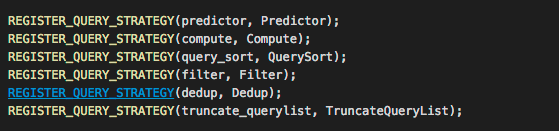 REGISTER_QUERY_STRATEGY(predictor, Predictor);
REGISTER_QUERY_STRATEGY(compute, Compute);
REGISTER_QUERY_STRATEGY(query_sort, QuerySort);
REGISTER_QUERY_STRATEGY(filter, Filter);
REGISTER_QUERY_STRATEGY(dedup, Dedup);
REGISTER_QUERY_STRATEGY(truncate_querylist, TruncateQueryList);